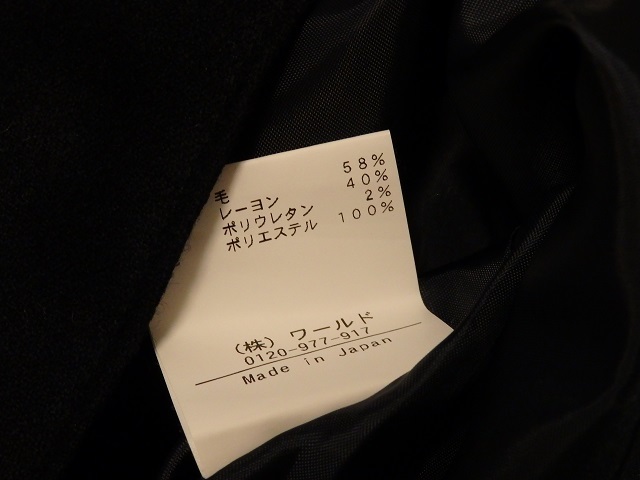 毛 58%
レーヨン 40%
ポリウレタン 2%
ポリエステル 100%
(株) ワールド
0120-977-917
Made in Japan